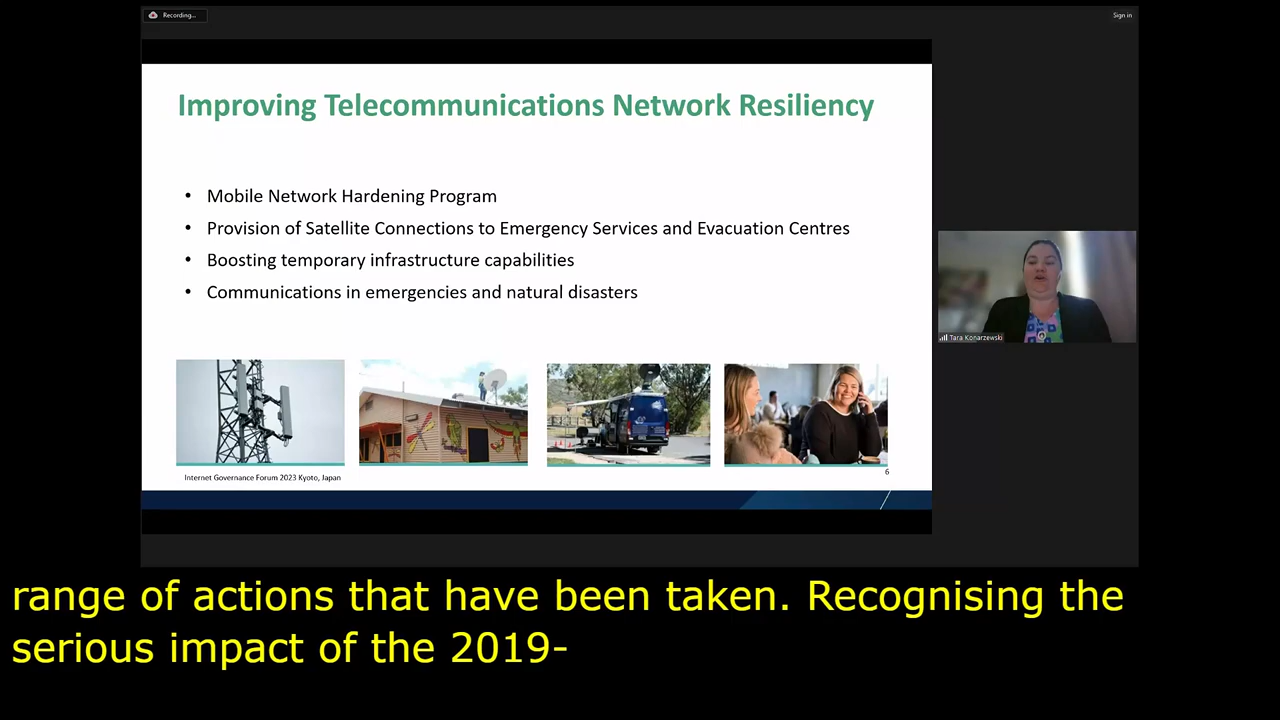 Recording...
Sign in
Improving Telecommunications Network Resiliency
• Mobile Network Hardening Program
• Provision of Satellite Connections to Emergency Services and Evacuation Centres
• Boosting temporary infrastructure capabilities
• Communications in emergencies and natural disasters
Tara Konarzewski
6
Internet Governance Forum 2023 Kyoto, Japan
range of actions that have been taken. Recognising the
serious impact of the 2019-